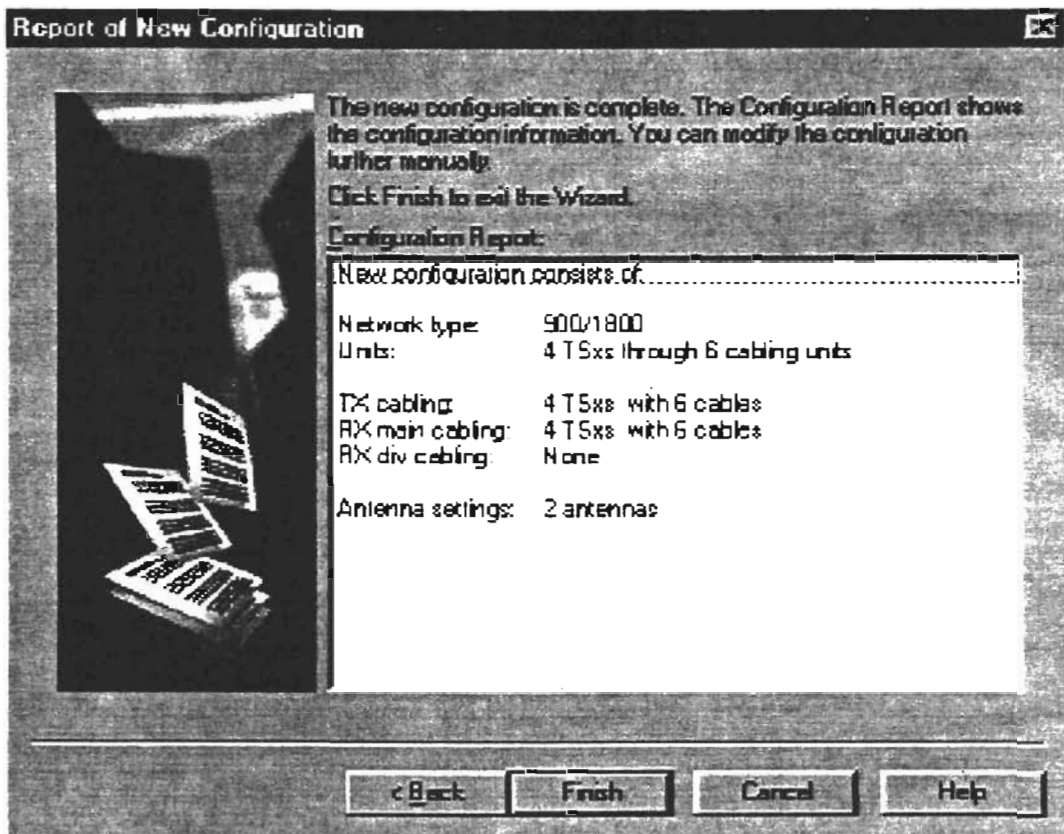 Report of New Configuration
The new configuration is complete. The Configuration Report shows
the configuration information. You can modify the configuration
further manually.
Click Finish to exit the Wizard.
Configuration Report:
New configuration consists of:
Network type: 900/1800
Units: 4 TSxs through 6 cabling units
TX cabling: 4 TSxs with 6 cables
RX main cabling: 4 TSxs with 6 cables
RX div cabling: None
Antenna settings: 2 antennas
< Back Finish Cancel Help